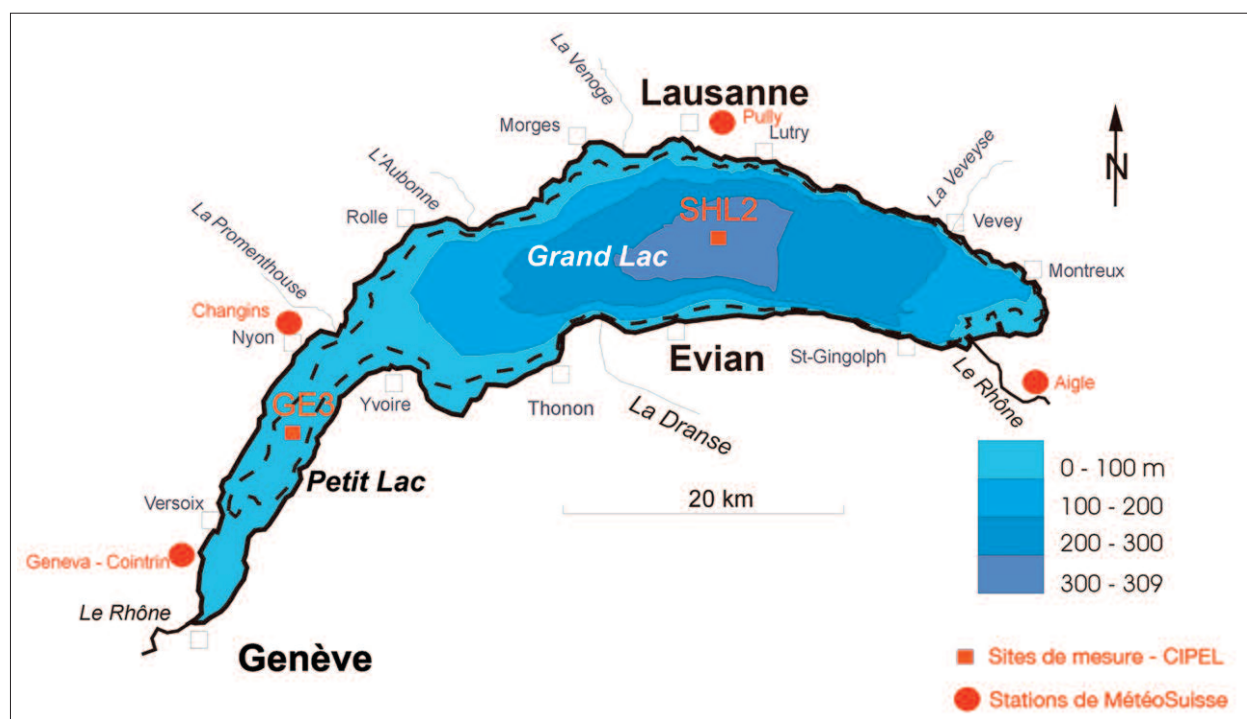 La Venoge
Lausanne
Pully
Morges
Lutry
N
L'Aubonne
La Veveyse
La Promenthouse
Rolle
SHL2
Vevey
Grand Lac
Montreux
Changins
Nyon
Evian
St-Gingolph
Le Rhône
Aigle
Yvoire
GE3
Thonon
La Dranse
Petit Lac
0 - 100 m
Versoix
20 km
100 - 200
200 - 300
Geneva - Cointrin
300 - 309
Le Rhône
Genève
Sites de mesure - CIPEL
Stations de MétéoSuisse